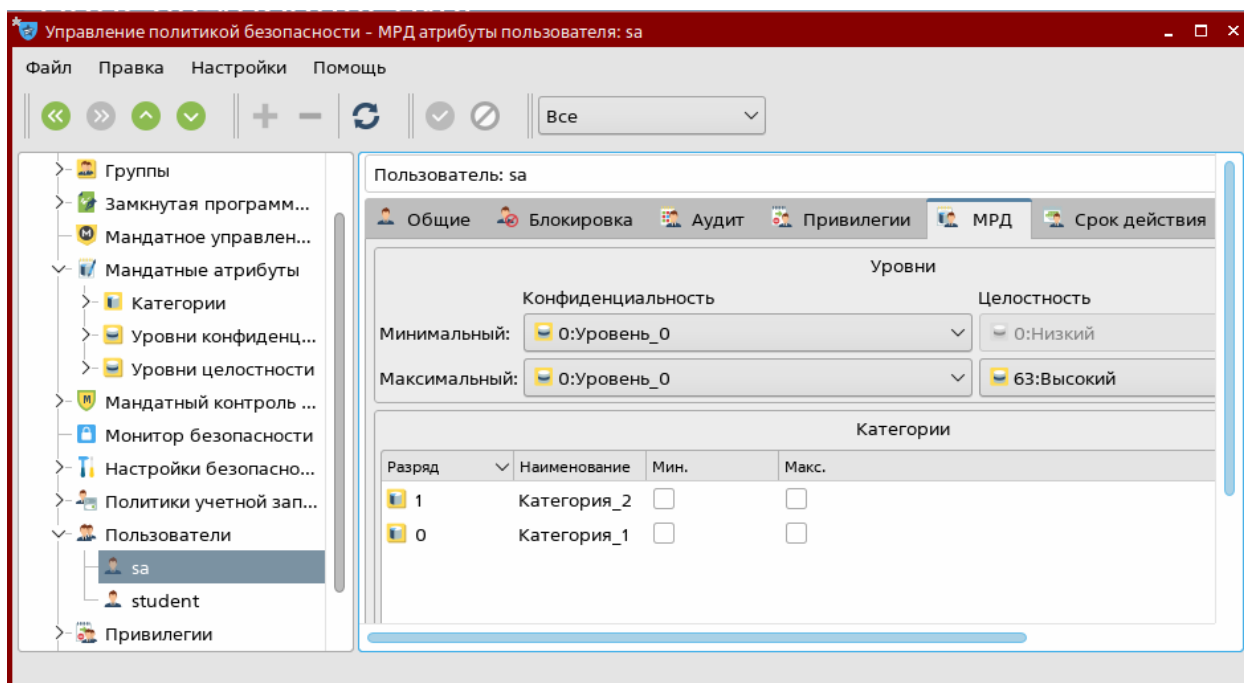 Управление политикой безопасности – МРД атрибуты пользователя: sa
Файл Правка Настройки Помощь
Все
Группы
Замкнутая программ...
Мандатное управлен...
Мандатные атрибуты
Категории
Уровни конфиденц...
Уровни целостности
Мандатный контроль ...
Монитор безопасности
Настройки безопасно...
Политики учетной зап...
Пользователи
sa
student
Привилегии
Пользователь: sa
Общие Блокировка Аудит Привилегии МРД Срок действия
Уровни
Конфиденциальность Целостность
Минимальный: 0:Уровень_0 0:Низкий
Максимальный: 0:Уровень_0 63:Высокий
Категории
Разряд Наименование Мин. Макс.
1 Категория_2
0 Категория_1